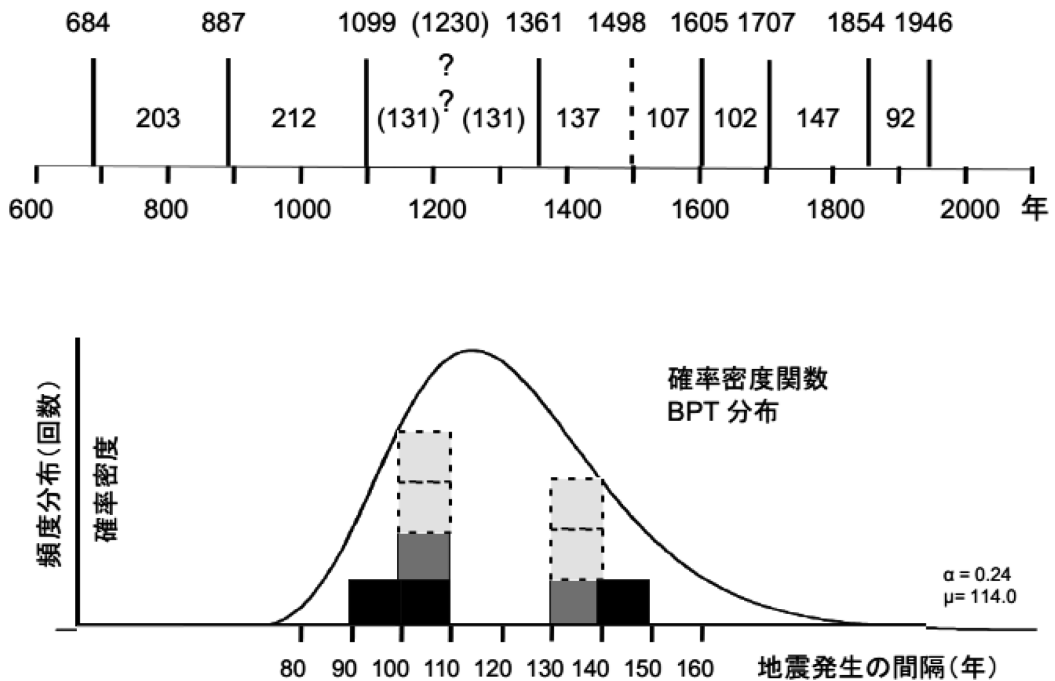 684 887 1099 (1230) 1361 1498 1605 1707 1854 1946
?
?
203 212 (131) (131) 137 107 102 147 92
600 800 1000 1200 1400 1600 1800 2000 年
確率密度関数
BPT 分布
頻度分布(回数)
確率密度
α = 0.24
μ= 114.0
80 90 100 110 120 130 140 150 160 地震発生の間隔(年)